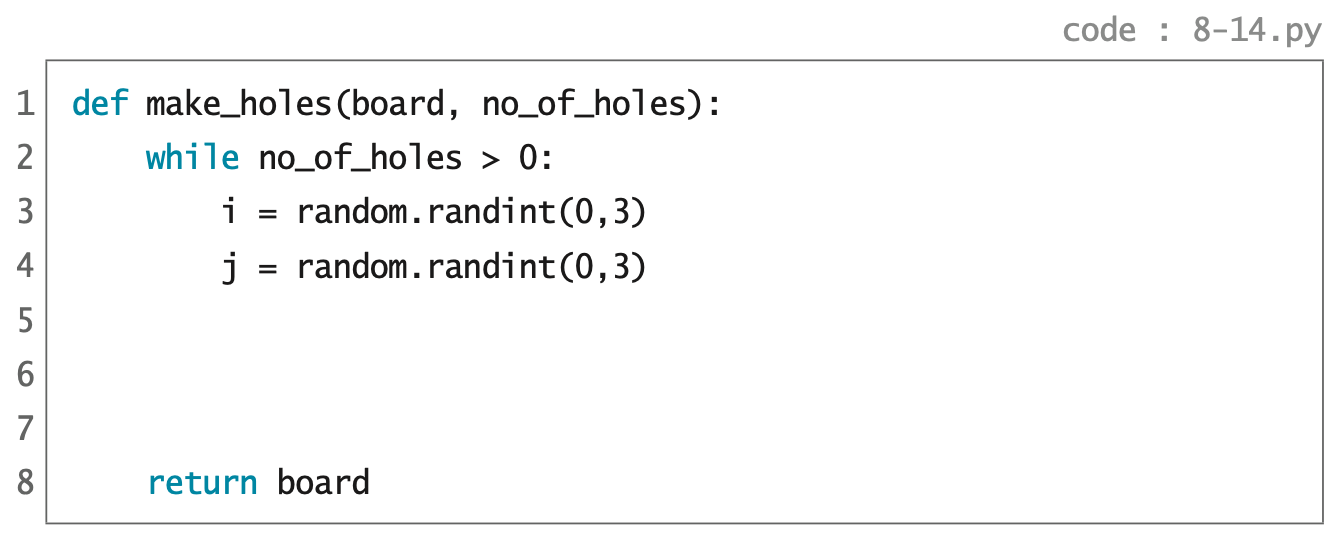 code : 8-14.py
1 def make_holes(board, no_of_holes):
2     while no_of_holes > 0:
3         i = random.randint(0,3)
4         j = random.randint(0,3)
5
6
7
8     return board